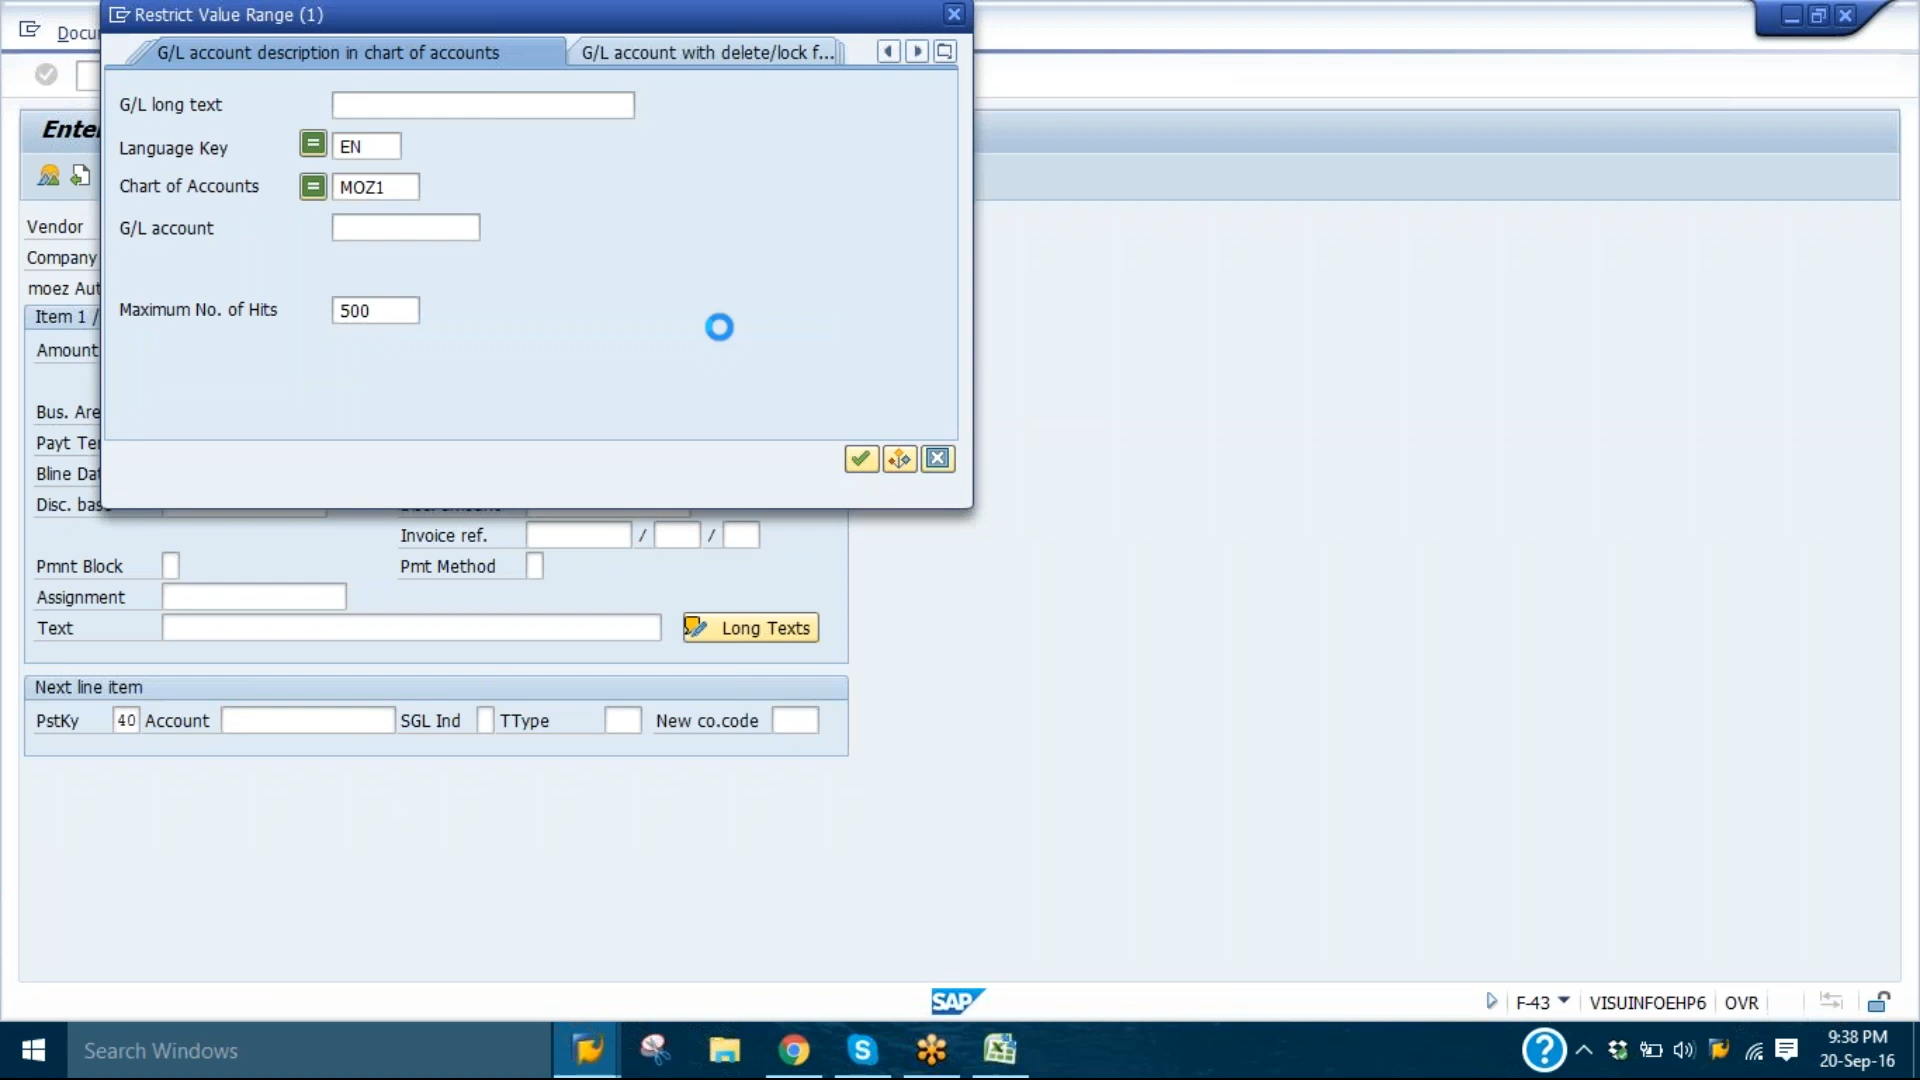 Restrict Value Range (1)
Docu
G/L account description in chart of accounts
G/L account with delete/lock f...
G/L long text
Language Key
=
EN
Chart of Accounts
=
MOZ1
G/L account
Maximum No. of Hits
500
Enter
Vendor
Company
moez Aut
Item 1 /
Amount
Bus. Are
Payt Ter
Bline Dat
Disc. base
Invoice ref. / /
Pmnt Block
Pmt Method
Assignment
Text
Long Texts
Next line item
PstKy 40 Account SGL Ind TType New co.code
SAP
F-43 VISUINFOEHP6 OVR
Search Windows
9:38 PM
20-Sep-16